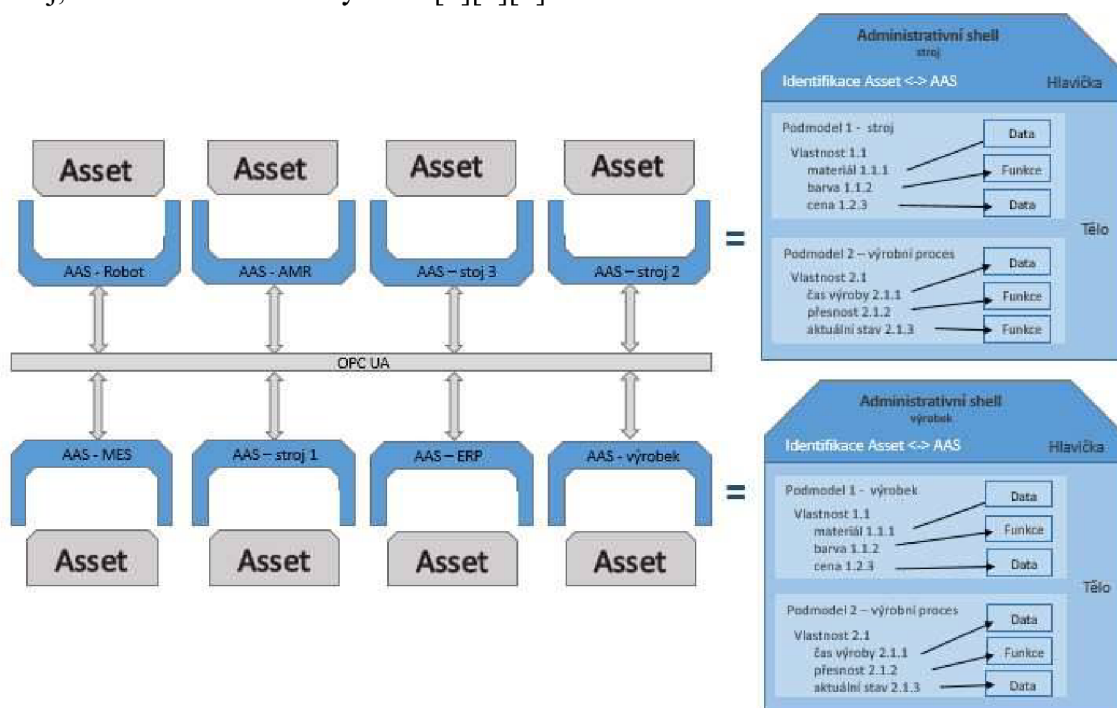 Asset Asset Asset Asset
AAS - Robot AAS - AMR AAS – stoj 3 AAS – stroj 2
OPC UA
AAS - MES AAS – stroj 1 AAS – ERP AAS - výrobek
Asset Asset Asset Asset
=
Administrativní shell
stroj
Identifikace Asset <-> AAS Hlavička
Podmodel 1 - stroj
Vlastnost 1.1
materiál 1.1.1 Data
barva 1.1.2 Funkce
cena 1.2.3 Data
Tělo
Podmodel 2 – výrobní proces
Vlastnost 2.1
čas výroby 2.1.1 Data
přesnost 2.1.2 Funkce
aktuální stav 2.1.3 Funkce
=
Administrativní shell
výrobek
Identifikace Asset <-> AAS Hlavička
Podmodel 1 - výrobek
Vlastnost 1.1
materiál 1.1.1 Data
barva 1.1.2 Funkce
cena 1.2.3 Data
Tělo
Podmodel 2 – výrobní proces
Vlastnost 2.1
čas výroby 2.1.1 Data
přesnost 2.1.2 Funkce
aktuální stav 2.1.3 Data